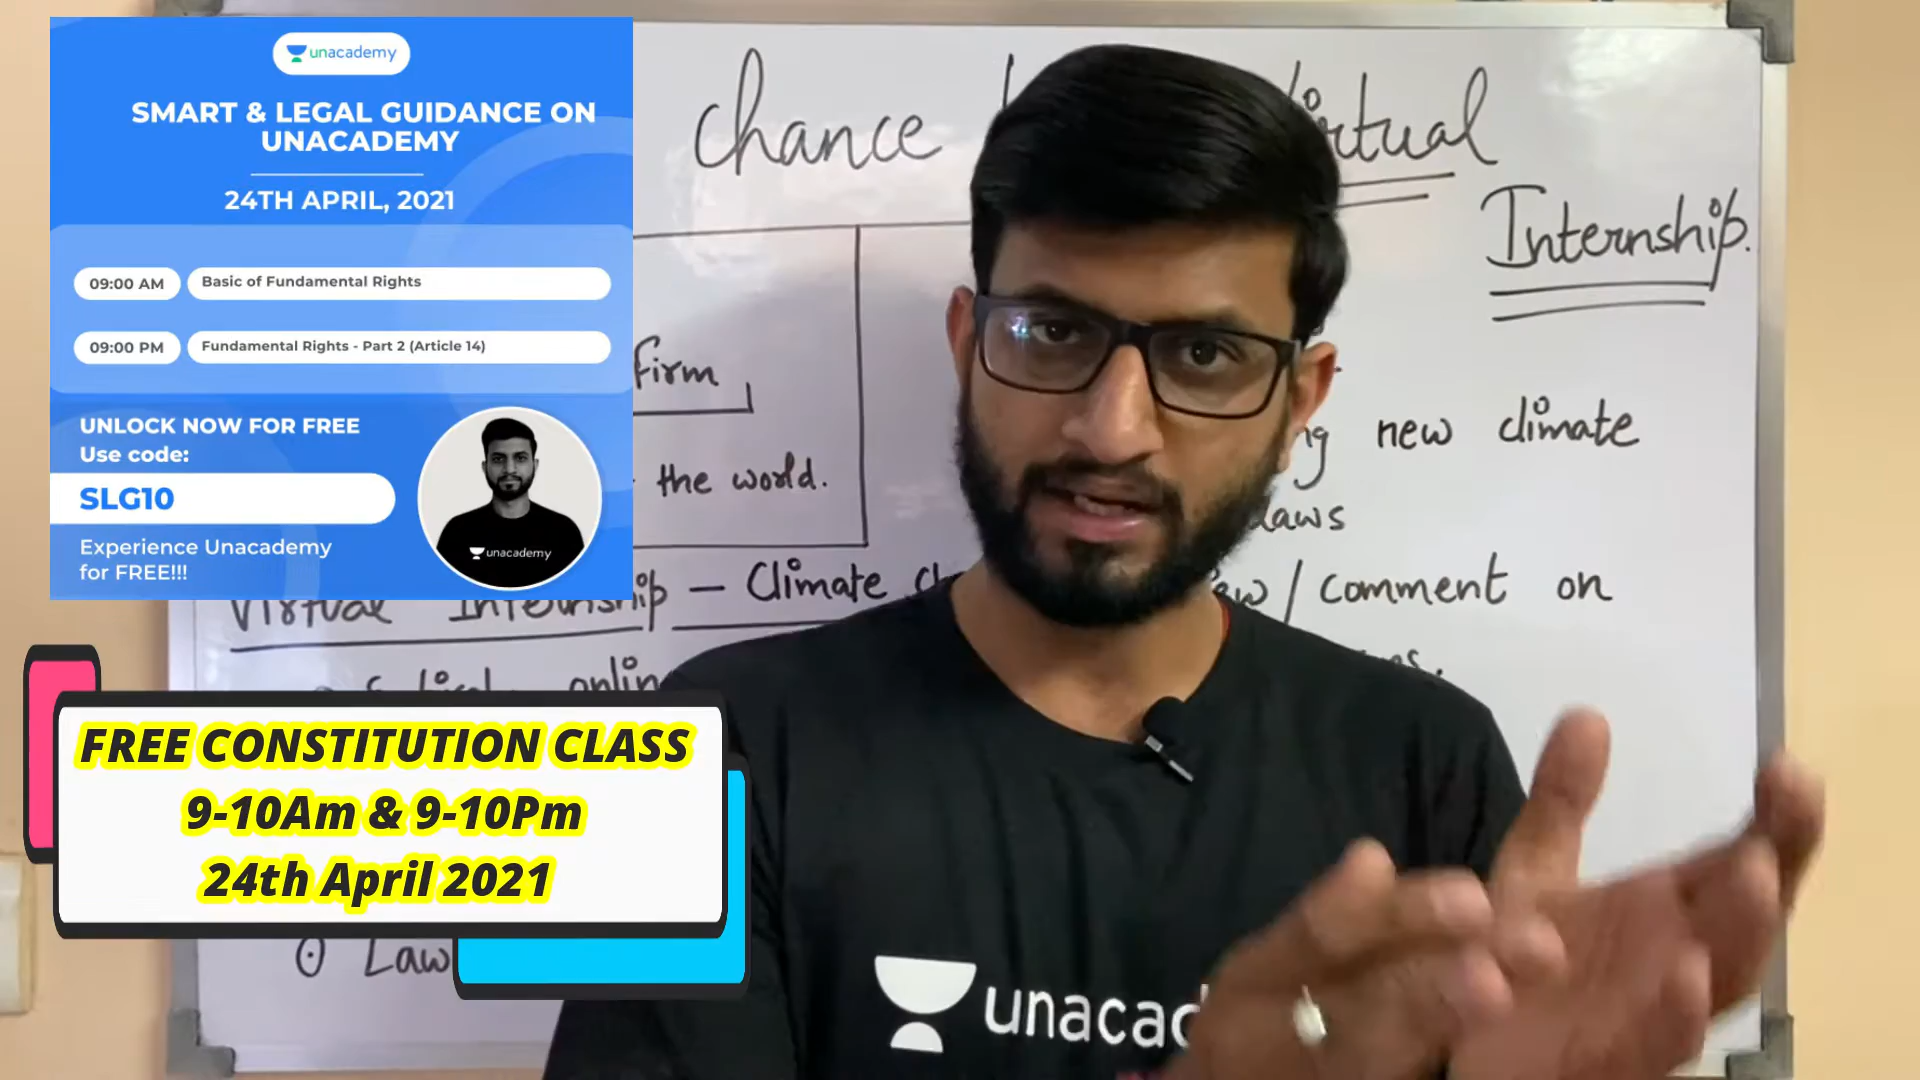 unacademy
SMART & LEGAL GUIDANCE ON
UNACADEMY
24TH APRIL, 2021
09:00 AM Basic of Fundamental Rights
09:00 PM Fundamental Rights - Part 2 (Article 14)
UNLOCK NOW FOR FREE
Use code:
SLG10
Experience Unacademy
for FREE!!!
unacademy
chance
Internship.
firm
the world.
new climate
laws
Virtual Internship – Climate
/ comment on
FREE CONSTITUTION CLASS
9-10Am & 9-10Pm
24th April 2021
Law